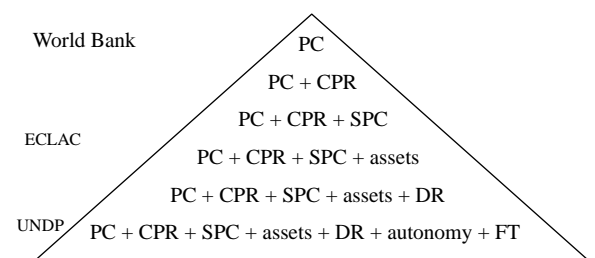 World Bank PC
PC + CPR
PC + CPR + SPC
ECLAC
PC + CPR + SPC + assets
PC + CPR + SPC + assets + DR
UNDP PC + CPR + SPC + assets + DR + autonomy + FT